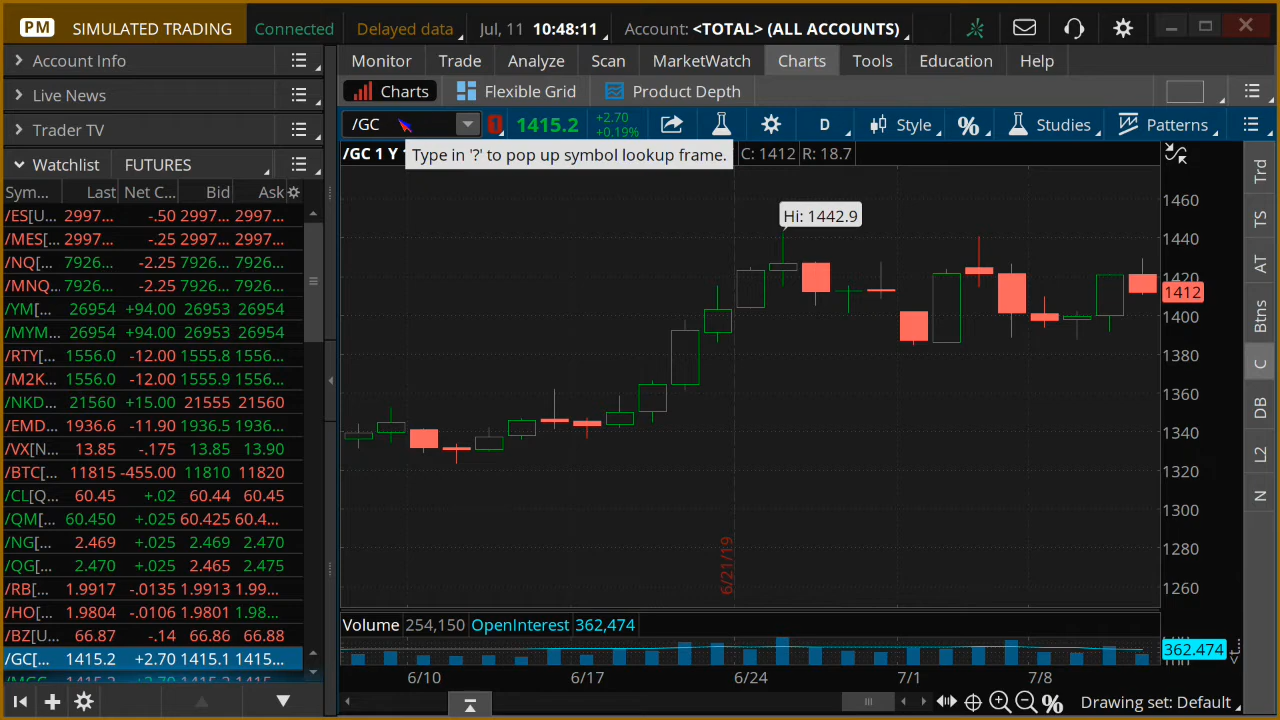 PM SIMULATED TRADING Connected Delayed data Jul, 11 10:48:11 Account: <TOTAL> (ALL ACCOUNTS)
Account Info
Live News
Trader TV
Watchlist FUTURES
Sym... Last Net C... Bid Ask
/ES[U... 2997... -.50 2997... 2997...
/MES[... 2997... -.25 2997... 2997...
/NQ[... 7926... -2.25 7926... 7926...
/MNQ... 7926... -2.25 7926... 7926...
/YM[... 26954 +94.00 26953 26954
/MYM... 26954 +94.00 26953 26954
/RTY[... 1556.0 -12.00 1555.8 1556...
/M2K... 1556.0 -12.00 1555.9 1556...
/NKD... 21560 +15.00 21555 21560
/EMD... 1936.6 -11.90 1936.5 1936...
/VX[N... 13.85 -.175 13.85 13.90
/BTC[... 11815 -455.00 11810 11820
/CL[Q... 60.45 +.02 60.44 60.45
/QM[... 60.450 +.025 60.425 60.4...
/NG[... 2.469 +.025 2.469 2.470
/QG[... 2.470 +.025 2.465 2.475
/RB[... 1.9917 -.0135 1.9913 1.99...
/HO[... 1.9804 -.0106 1.9801 1.98...
/BZ[U... 66.87 -.14 66.86 66.88
/GC[... 1415.2 +2.70 1415.1 1415...
Monitor Trade Analyze Scan MarketWatch Charts Tools Education Help
Charts Flexible Grid Product Depth
/GC 1 1415.2 +2.70 +0.19% D Style % Studies Patterns
Type in '?' to pop up symbol lookup frame.
/GC 1 Y C: 1412 R: 18.7
Hi: 1442.9
1460
1440
1420
1412
1400
1380
1360
1340
1320
1300
1280
1260
6/21/19
Volume 254,150 OpenInterest 362,474
362.474
6/10 6/17 6/24 7/1 7/8
% Drawing set: Default
Trd
TS
AT
Btns
C
DB
L2
N